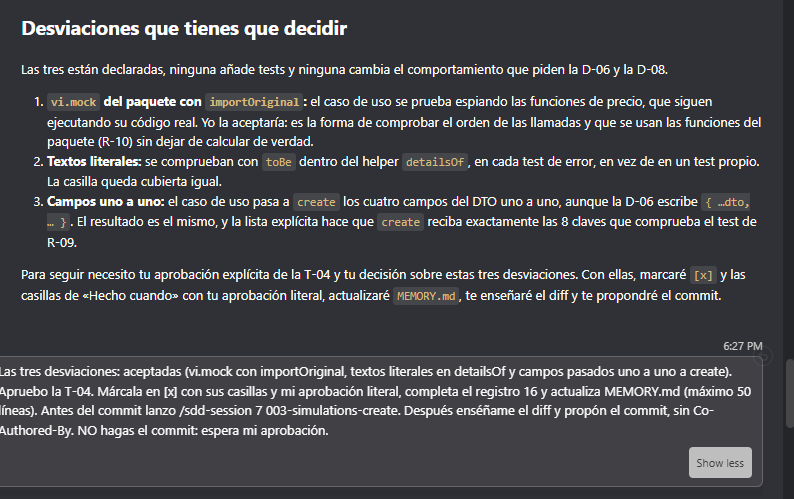 Desviaciones que tienes que decidir
Las tres están declaradas, ninguna añade tests y ninguna cambia el comportamiento que piden la D-06 y la D-08.
1. vi.mock del paquete con importOriginal: el caso de uso se prueba espiando las funciones de precio, que siguen
ejecutando su código real. Yo la aceptaría: es la forma de comprobar el orden de las llamadas y que se usan las funciones del
paquete (R-10) sin dejar de calcular de verdad.
2. Textos literales: se comprueban con toBe dentro del helper detailsOf, en cada test de error, en vez de en un test propio.
La casilla queda cubierta igual.
3. Campos uno a uno: el caso de uso pasa a create los cuatro campos del DTO uno a uno, aunque la D-06 escribe { …dto,
… }. El resultado es el mismo, y la lista explícita hace que create reciba exactamente las 8 claves que comprueba el test de
R-09.
Para seguir necesito tu aprobación explícita de la T-04 y tu decisión sobre estas tres desviaciones. Con ellas, marcaré [x] y las
casillas de «Hecho cuando» con tu aprobación literal, actualizaré MEMORY.md, te enseñaré el diff y te propondré el commit.
6:27 PM
Las tres desviaciones: aceptadas (vi.mock con importOriginal, textos literales en detailsOf y campos pasados uno a uno a create).
Apruebo la T-04. Márcala en [x] con sus casillas y mi aprobación literal, completa el registro 16 y actualiza MEMORY.md (máximo 50
líneas). Antes del commit lanzo /sdd-session 7 003-simulations-create. Después enséñame el diff y propón el commit, sin Co-
Authored-By. NO hagas el commit: espera mi aprobación.
Show less